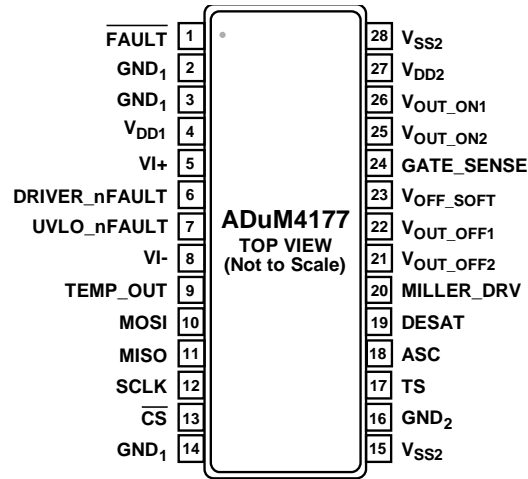 FAULT 1
GND1 2
GND1 3
VDD1 4
VI+ 5
DRIVER_nFAULT 6
UVLO_nFAULT 7
VI- 8
TEMP_OUT 9
MOSI 10
MISO 11
SCLK 12
CS 13
GND1 14
ADuM4177
TOP VIEW
(Not to Scale)
28 VSS2
27 VDD2
26 VOUT_ON1
25 VOUT_ON2
24 GATE_SENSE
23 VOFF_SOFT
22 VOUT_OFF1
21 VOUT_OFF2
20 MILLER_DRV
19 DESAT
18 ASC
17 TS
16 GND2
15 VSS2